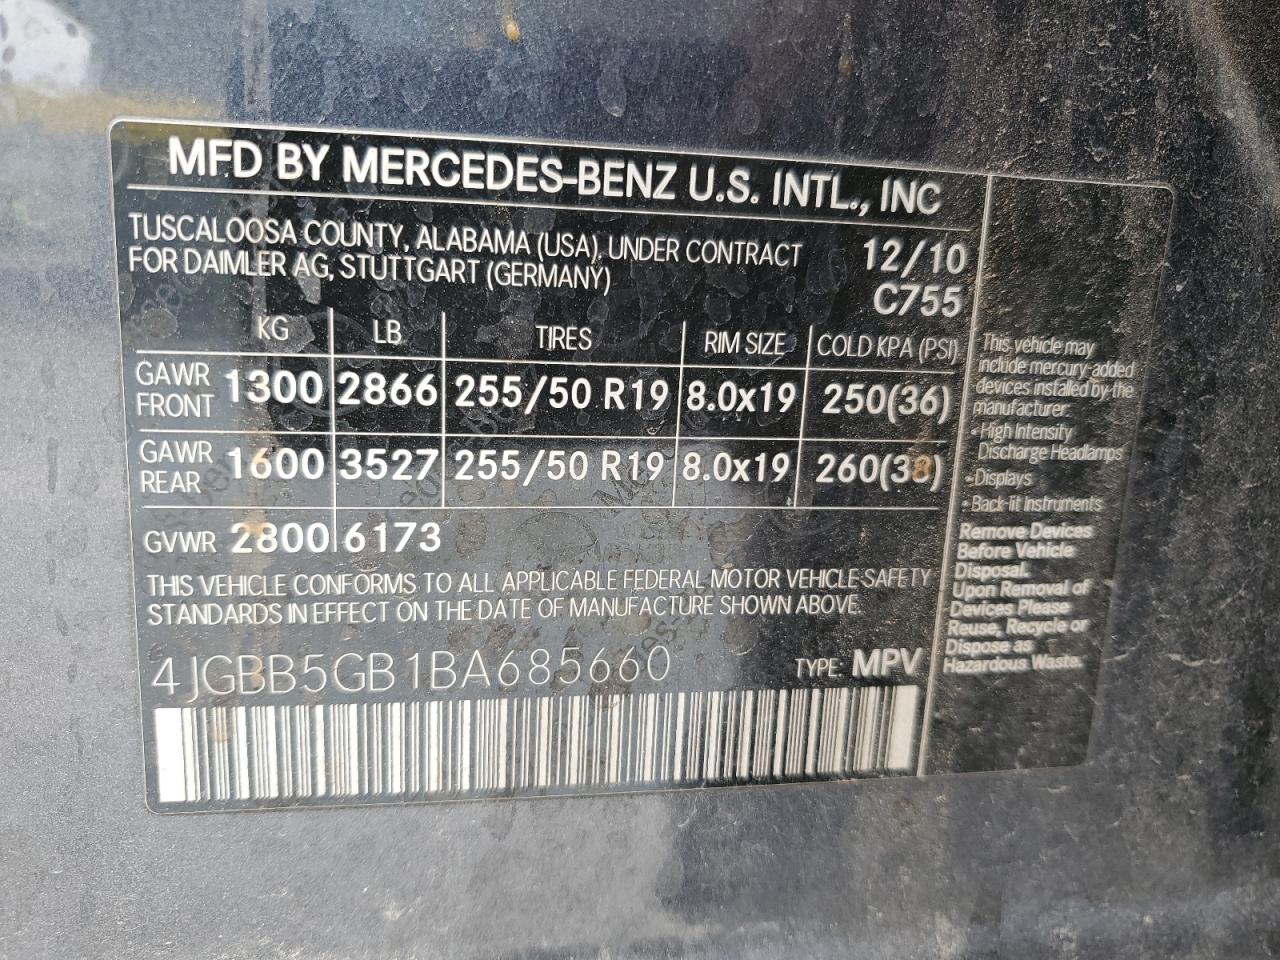 MFD BY MERCEDES-BENZ U.S. INTL., INC
TUSCALOOSA COUNTY, ALABAMA (USA), UNDER CONTRACT
FOR DAIMLER AG, STUTTGART (GERMANY)
12/10
C755
KG LB TIRES RIM SIZE COLD KPA (PSI)
GAWR FRONT 1300 2866 255/50 R19 8.0x19 250(36)
GAWR REAR 1600 3527 255/50 R19 8.0x19 260(38)
GVWR 2800 6173
THIS VEHICLE CONFORMS TO ALL APPLICABLE FEDERAL MOTOR VEHICLE SAFETY
STANDARDS IN EFFECT ON THE DATE OF MANUFACTURE SHOWN ABOVE.
4JGBB5GB1BA685660 TYPE: MPV
This vehicle may
include mercury-added
devices installed by the
manufacturer:
• High Intensity
Discharge Headlamps
• Displays
• Back-lit Instruments
Remove Devices
Before Vehicle
Disposal.
Upon Removal of
Devices Please
Reuse, Recycle or
Dispose as
Hazardous Waste.